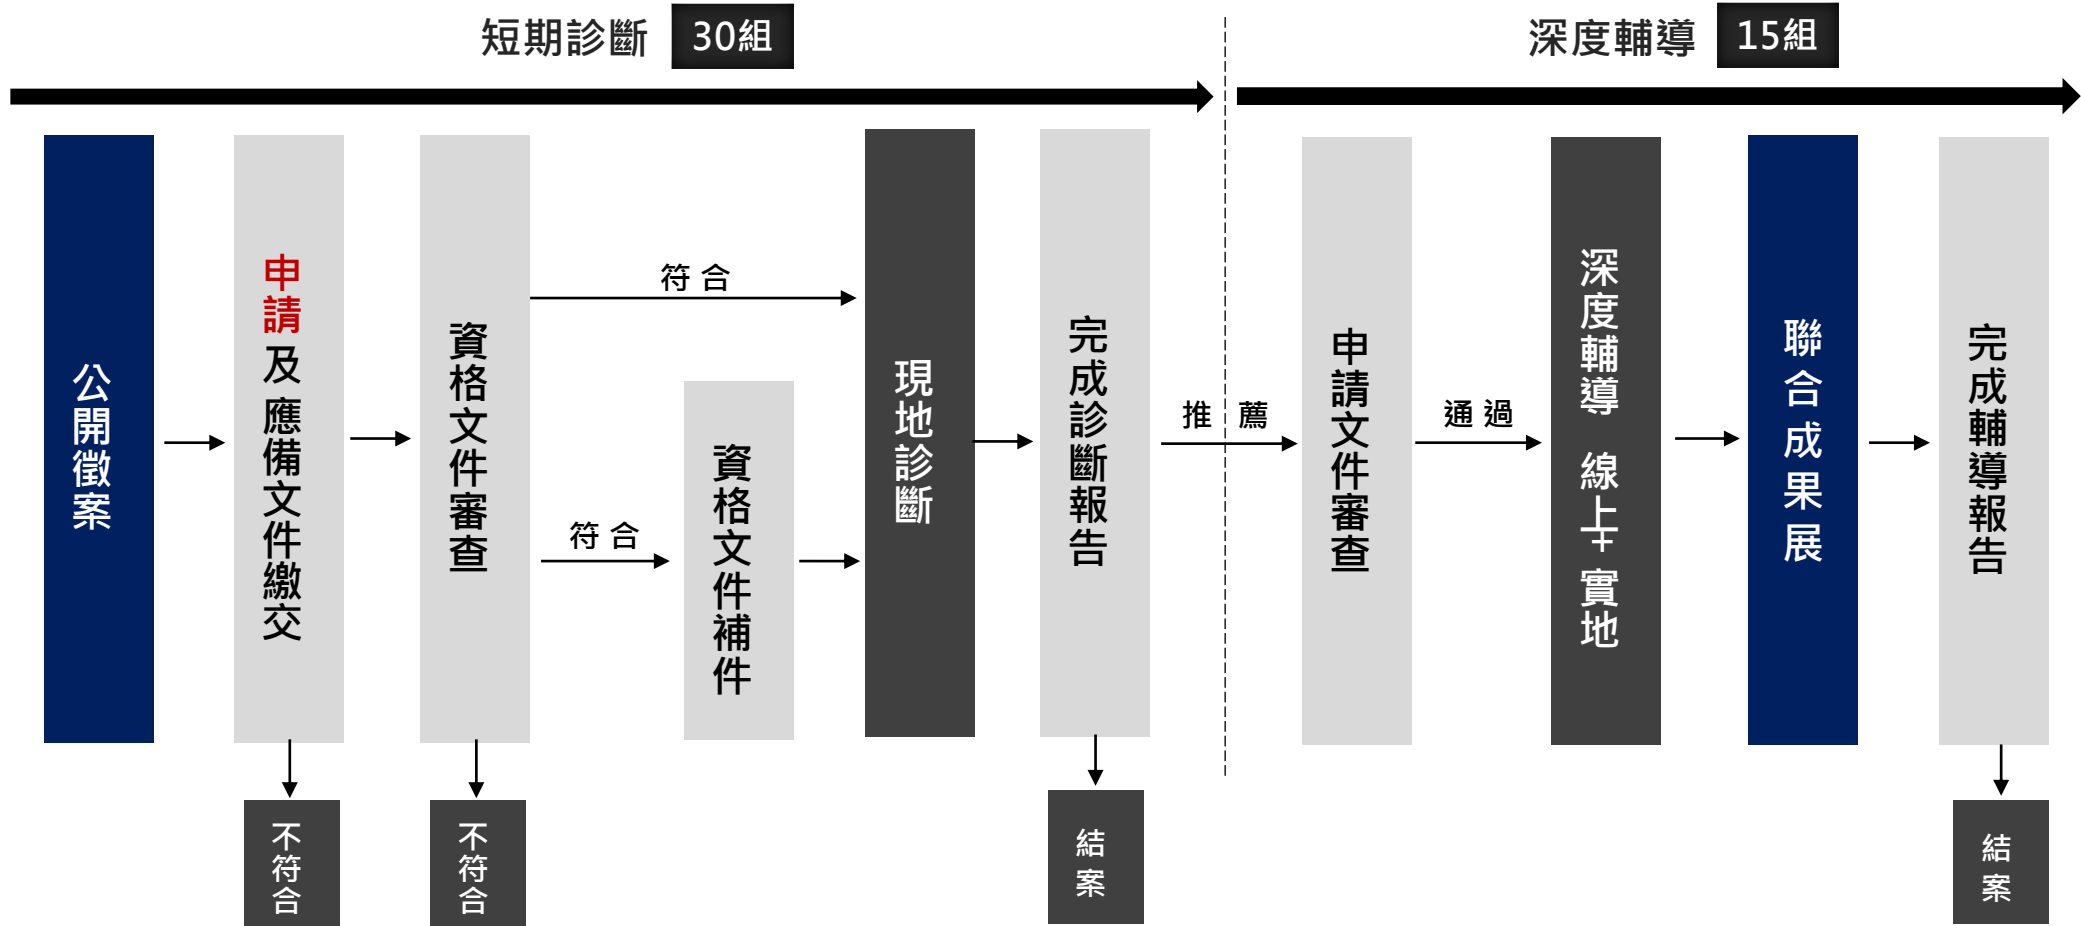 短期診斷 30組
深度輔導 15組
公開徵案
申請及應備文件繳交
資格文件審查
符合
符合
資格文件補件
現地診斷
完成診斷報告
推薦
申請文件審查
通過
深度輔導 線上+實地
聯合成果展
完成輔導報告
不符合
不符合
結案
結案